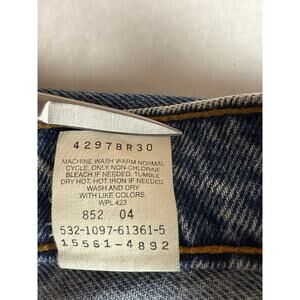 4297BR30
MACHINE WASH WARM NORMAL
CYCLE. ONLY NON-CHLORINE
BLEACH IF NEEDED. TUMBLE
DRY HOT. HOT IRON IF NEEDED.
WASH AND DRY
WITH LIKE COLORS.
WPL 423
852 04
532-1097-61361-5
15561-4892